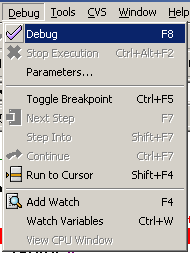 Debug Tools CVS Window Help
Debug F8
Stop Execution Ctrl+Alt+F2
Parameters...
Toggle Breakpoint Ctrl+F5
Next Step F7
Step Into Shift+F7
Continue Ctrl+F7
Run to Cursor Shift+F4
Add Watch F4
Watch Variables Ctrl+W
View CPU Window